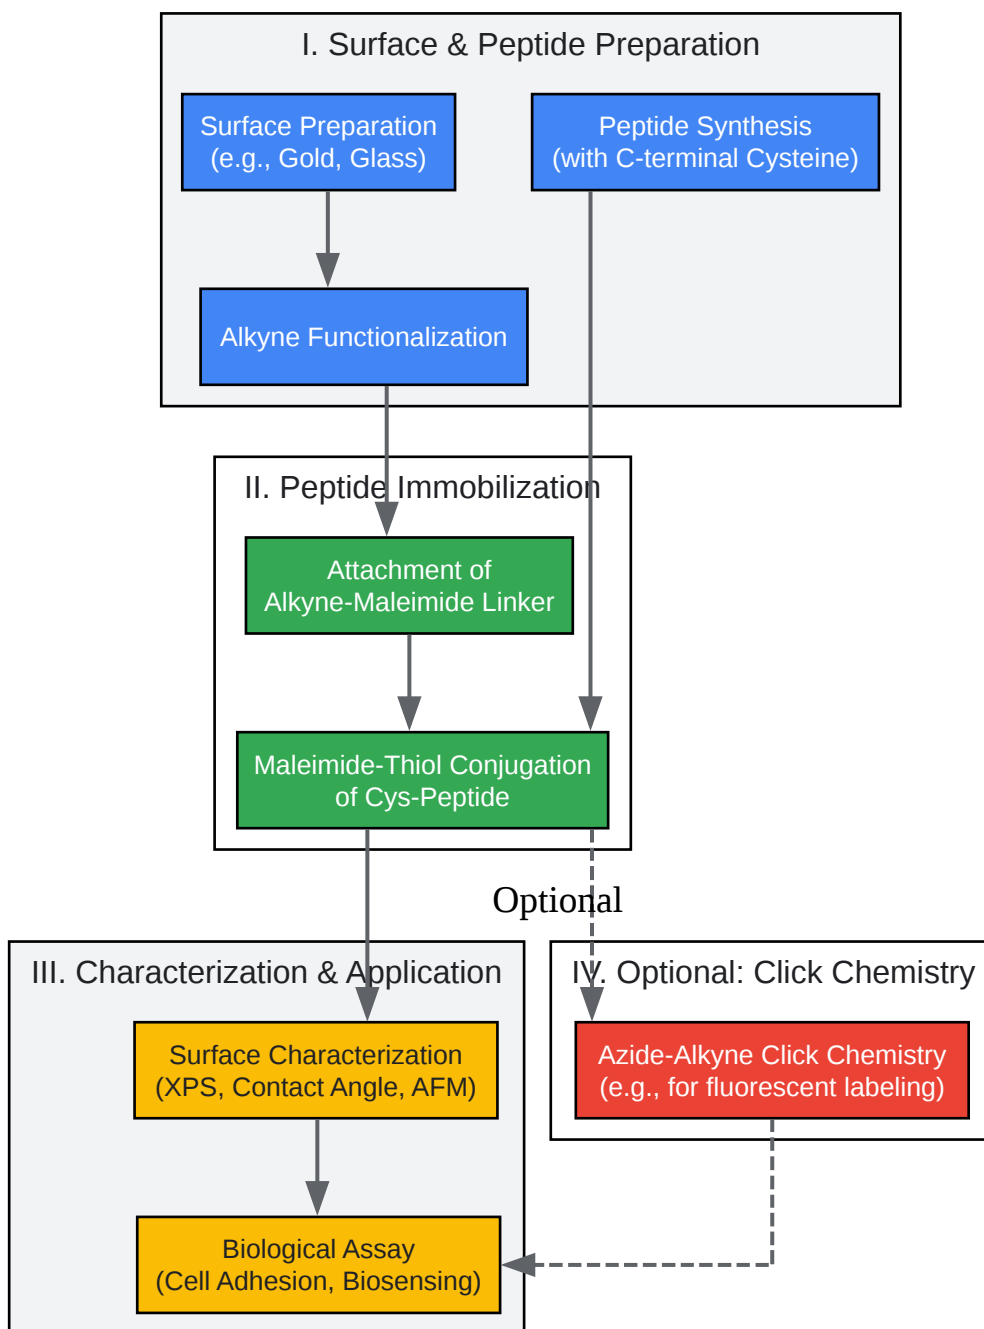 I. Surface & Peptide Preparation
Surface Preparation
(e.g., Gold, Glass)
Peptide Synthesis
(with C-terminal Cysteine)
Alkyne Functionalization
II. Peptide Immobilization
Attachment of
Alkyne-Maleimide Linker
Maleimide-Thiol Conjugation
of Cys-Peptide
Optional
III. Characterization & Application
Surface Characterization
(XPS, Contact Angle, AFM)
Biological Assay
(Cell Adhesion, Biosensing)
IV. Optional: Click Chemistry
Azide-Alkyne Click Chemistry
(e.g., for fluorescent labeling)